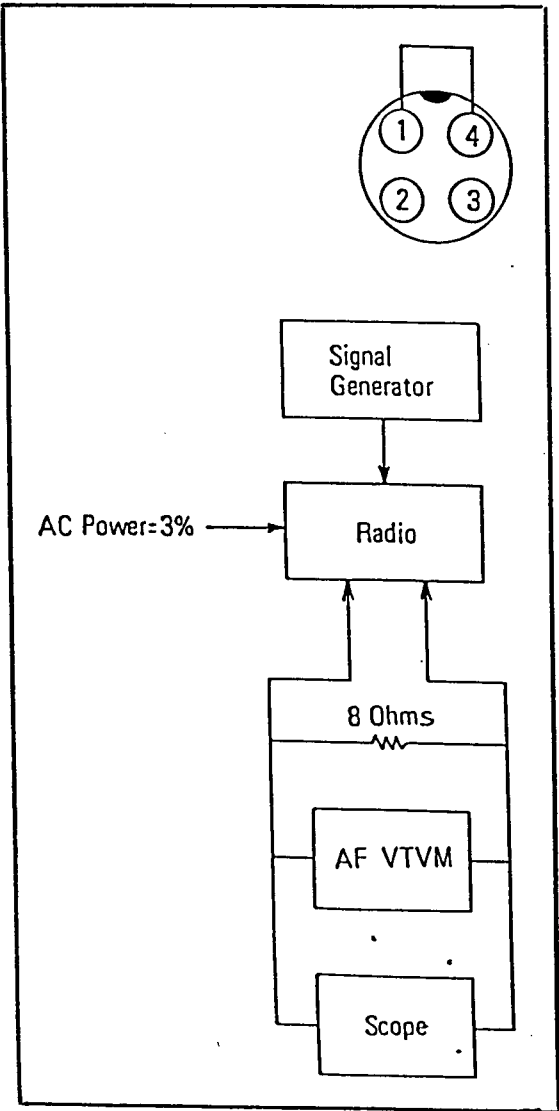 1 4
2 3
Signal
Generator
AC Power=3%
Radio
8 Ohms
AF VTVM
Scope